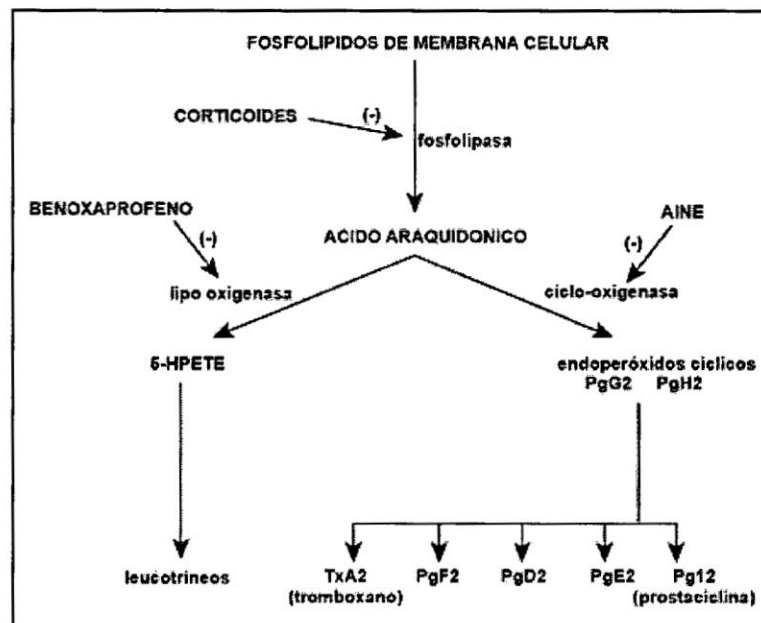 FOSFOLIPIDOS DE MEMBRANA CELULAR
CORTICOIDES
(-)
fosfolipasa
BENOXAPROFENO
AINE
(-)
ACIDO ARAQUIDONICO
(-)
lipo oxigenasa
ciclo-oxigenasa
5-HPETE
endoperóxidos ciclicos
PgG2 PgH2
leucotrineos
TxA2 PgF2 PgD2 PgE2 Pg12
(tromboxano) (prostaciclina)